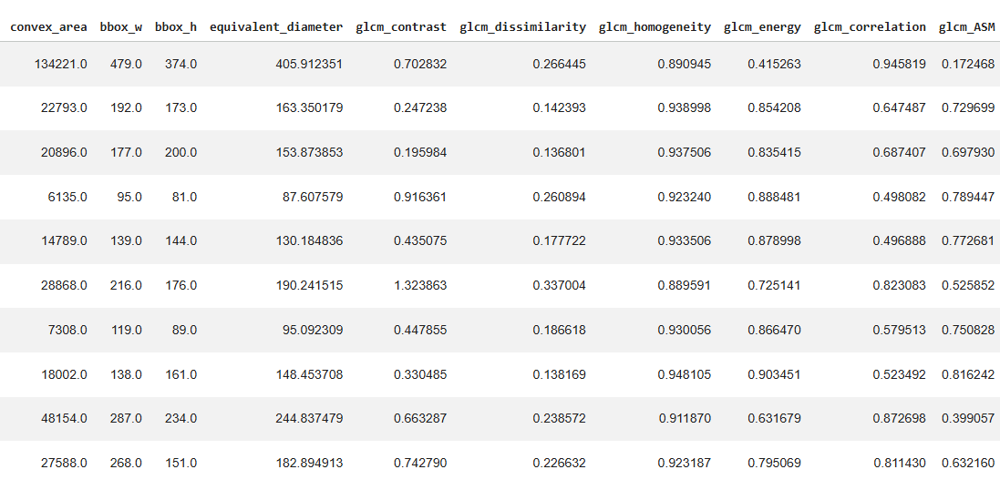 convex_area bbox_w bbox_h equivalent_diameter glcm_contrast glcm_dissimilarity glcm_homogeneity glcm_energy glcm_correlation glcm_ASM
134221.0 479.0 374.0 405.912351 0.702832 0.266445 0.890945 0.415263 0.945819 0.172468
22793.0 192.0 173.0 163.350179 0.247238 0.142393 0.938998 0.854208 0.647487 0.729699
20896.0 177.0 200.0 153.873853 0.195984 0.136801 0.937506 0.835415 0.687407 0.697930
6135.0 95.0 81.0 87.607579 0.916361 0.260894 0.923240 0.888481 0.498082 0.789447
14789.0 139.0 144.0 130.184836 0.435075 0.177722 0.933506 0.878998 0.496888 0.772681
28868.0 216.0 176.0 190.241515 1.323863 0.337004 0.889591 0.725141 0.823083 0.525852
7308.0 119.0 89.0 95.092309 0.447855 0.186618 0.930056 0.866470 0.579513 0.750828
18002.0 138.0 161.0 148.453708 0.330485 0.138169 0.948105 0.903451 0.523492 0.816242
48154.0 287.0 234.0 244.837479 0.663287 0.238572 0.911870 0.631679 0.872698 0.399057
27588.0 268.0 151.0 182.894913 0.742790 0.226632 0.923187 0.795069 0.811430 0.632160